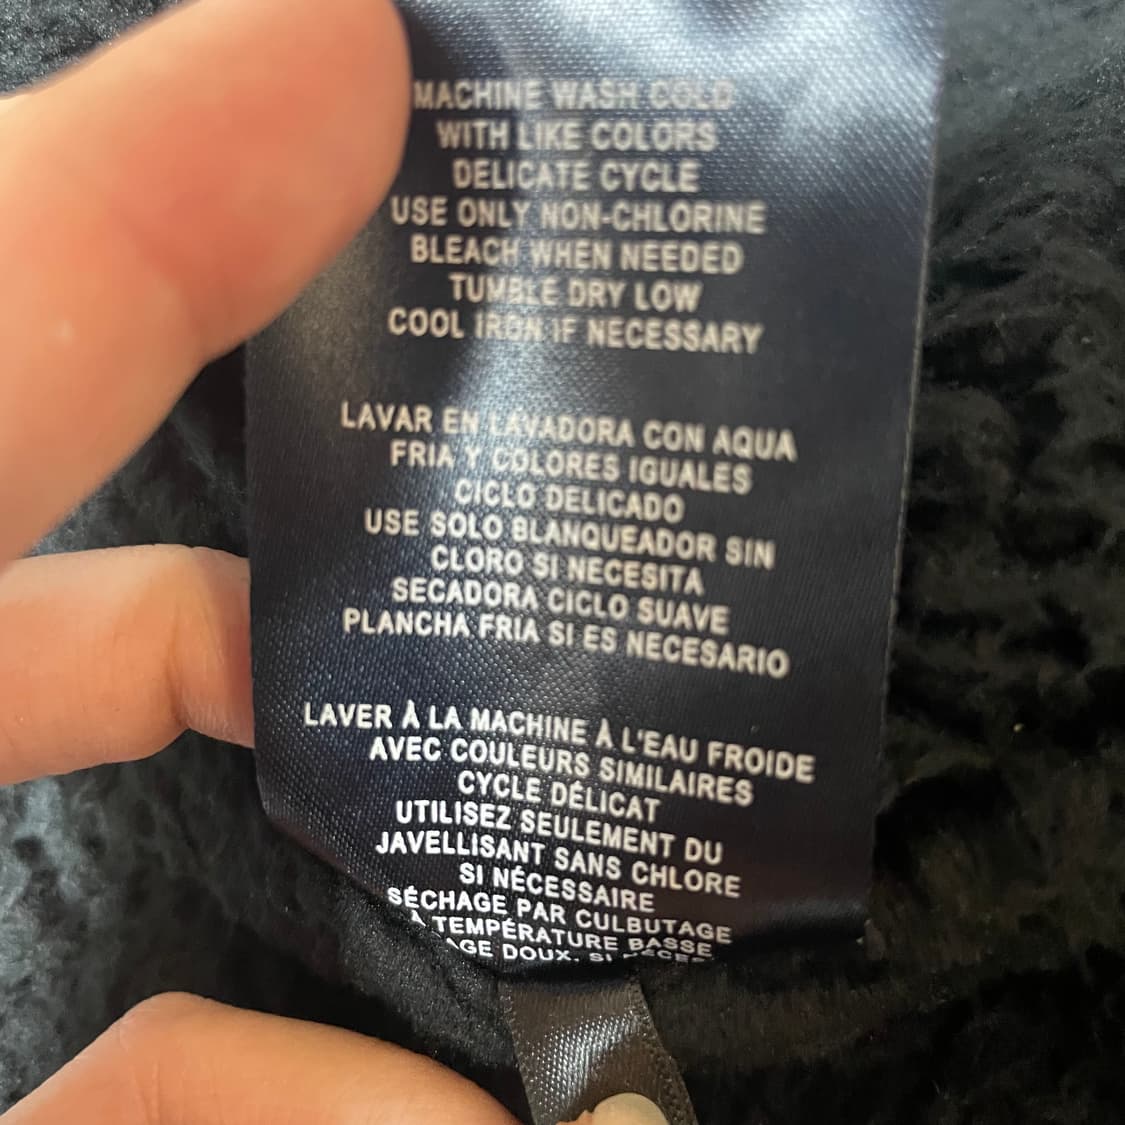 MACHINE WASH COLD
WITH LIKE COLORS
DELICATE CYCLE
USE ONLY NON-CHLORINE
BLEACH WHEN NEEDED
TUMBLE DRY LOW
COOL IRON IF NECESSARY
LAVAR EN LAVADORA CON AQUA
FRIA Y COLORES IGUALES
CICLO DELICADO
USE SOLO BLANQUEADOR SIN
CLORO SI NECESITA
SECADORA CICLO SUAVE
PLANCHA FRIA SI ES NECESARIO
LAVER À LA MACHINE À L'EAU FROIDE
AVEC COULEURS SIMILAIRES
CYCLE DÉLICAT
UTILISEZ SEULEMENT DU
JAVELLISANT SANS CHLORE
SI NÉCESSAIRE
SÉCHAGE PAR CULBUTAGE
À TEMPÉRATURE BASSE
DOUX, SI